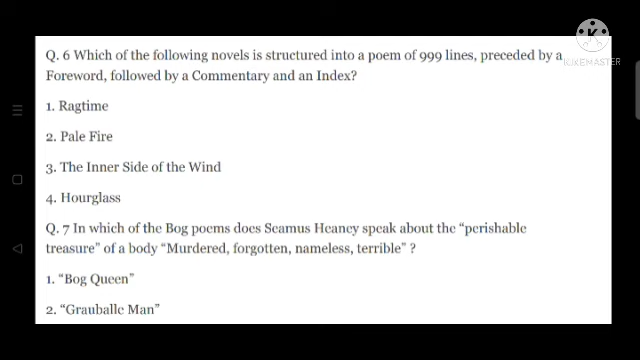 Q. 6 Which of the following novels is structured into a poem of 999 lines, preceded by a
Foreword, followed by a Commentary and an Index?
1. Ragtime
2. Pale Fire
3. The Inner Side of the Wind
4. Hourglass
Q. 7 In which of the Bog poems does Seamus Heaney speak about the “perishable
treasure” of a body “Murdered, forgotten, nameless, terrible” ?
1. “Bog Queen”
2. “Grauballe Man”
K
KINEMASTER